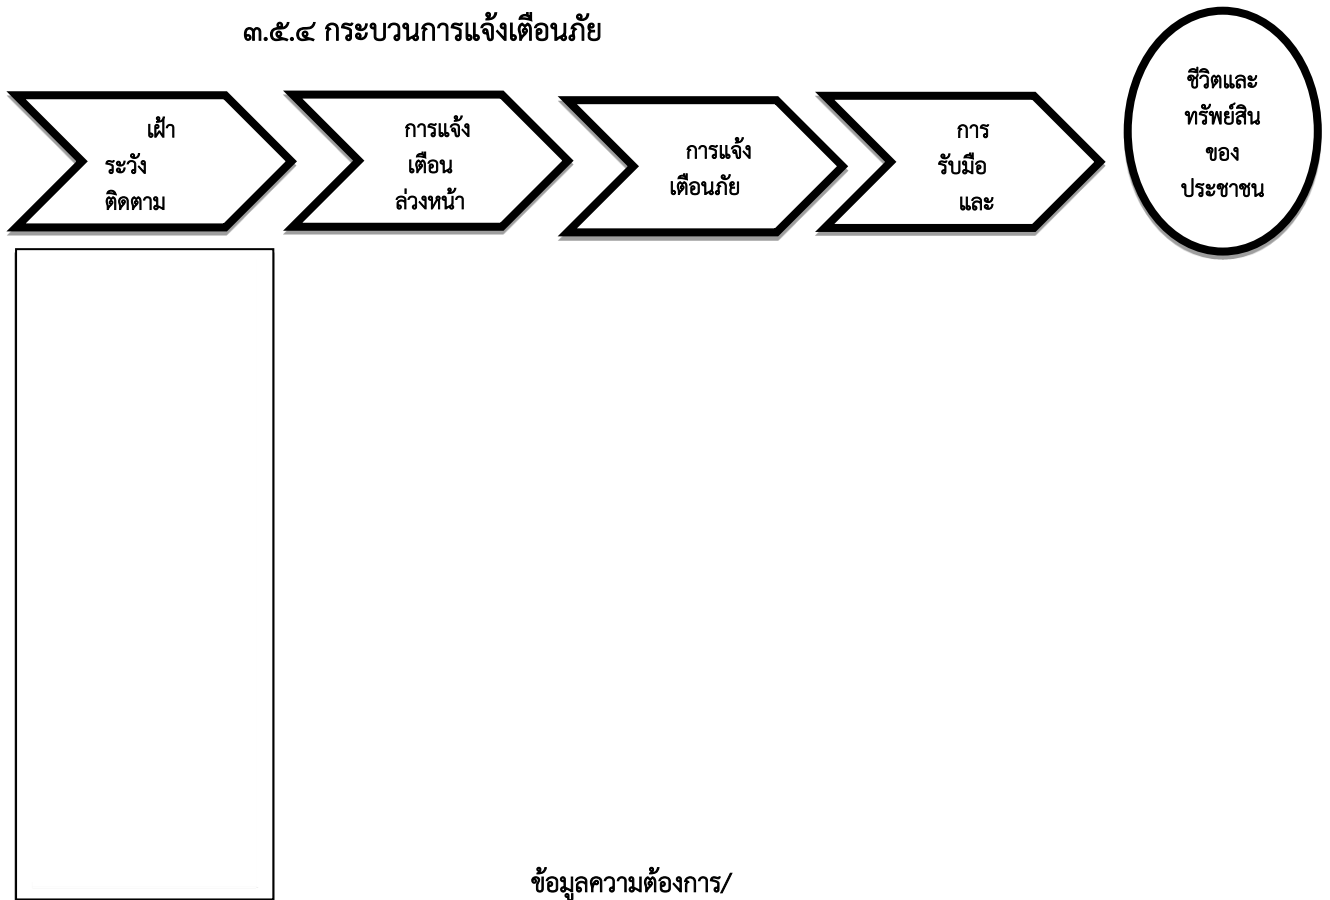 ๓.๕.๔ กระบวนการแจ้งเตือนภัย
เฝ้า
ระวัง
ติดตาม
การแจ้ง
เตือน
ล่วงหน้า
การแจ้ง
เตือนภัย
การ
รับมือ
และ
ชีวิตและ
ทรัพย์สิน
ของ
ประชาชน
ข้อมูลความต้องการ/